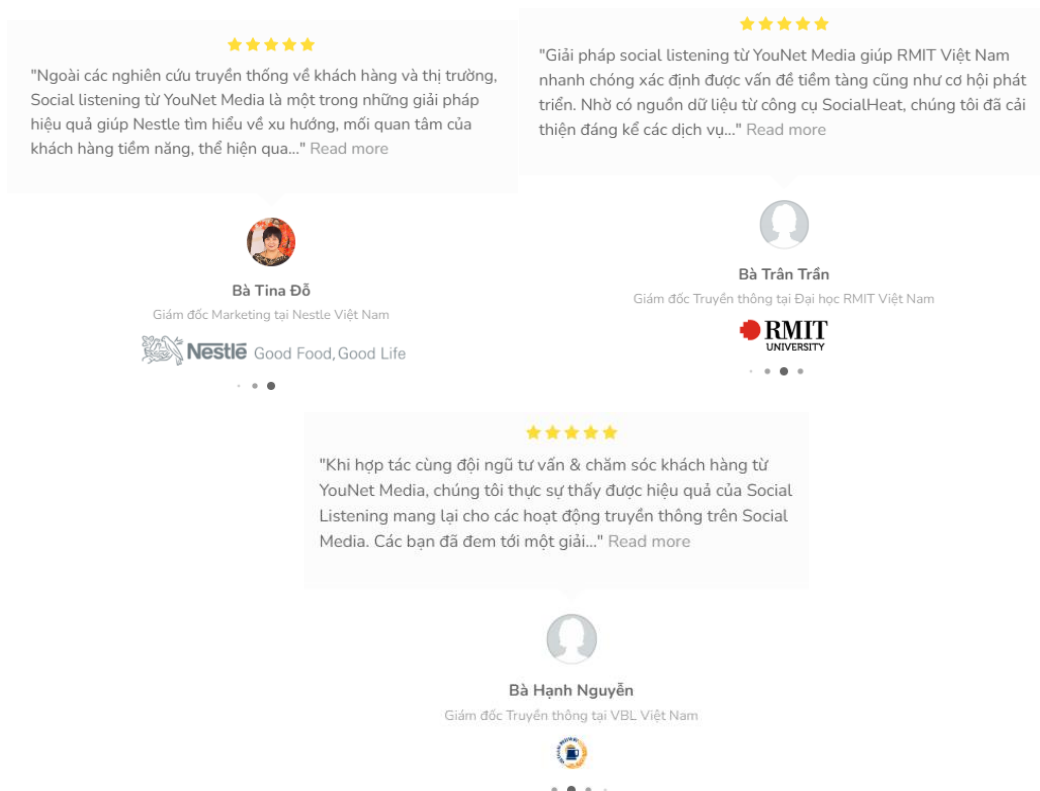 "Ngoài các nghiên cứu truyền thống về khách hàng và thị trường,
Social listening từ YouNet Media là một trong những giải pháp
hiệu quả giúp Nestle tìm hiểu về xu hướng, mối quan tâm của
khách hàng tiềm năng, thể hiện qua..." Read more
Bà Tina Đỗ
Giám đốc Marketing tại Nestle Việt Nam
Nestlé Good Food, Good Life
"Giải pháp social listening từ YouNet Media giúp RMIT Việt Nam
nhanh chóng xác định được vấn đề tiềm tàng cũng như cơ hội phát
triển. Nhờ có nguồn dữ liệu từ công cụ SocialHeat, chúng tôi đã cải
thiện đáng kể các dịch vụ..." Read more
Bà Trân Trần
Giám đốc Truyền thông tại Đại học RMIT Việt Nam
RMIT
UNIVERSITY
"Khi hợp tác cùng đội ngũ tư vấn & chăm sóc khách hàng từ
YouNet Media, chúng tôi thực sự thấy được hiệu quả của Social
Listening mang lại cho các hoạt động truyền thông trên Social
Media. Các bạn đã đem tới một giải..." Read more
Bà Hạnh Nguyễn
Giám đốc Truyền thông tại VBL Việt Nam